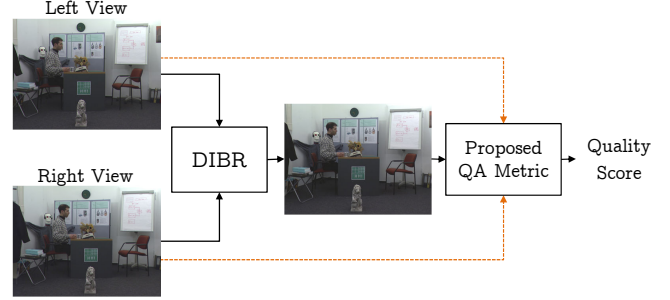 Left View
DIBR
Proposed
QA Metric
Quality
Score
Right View